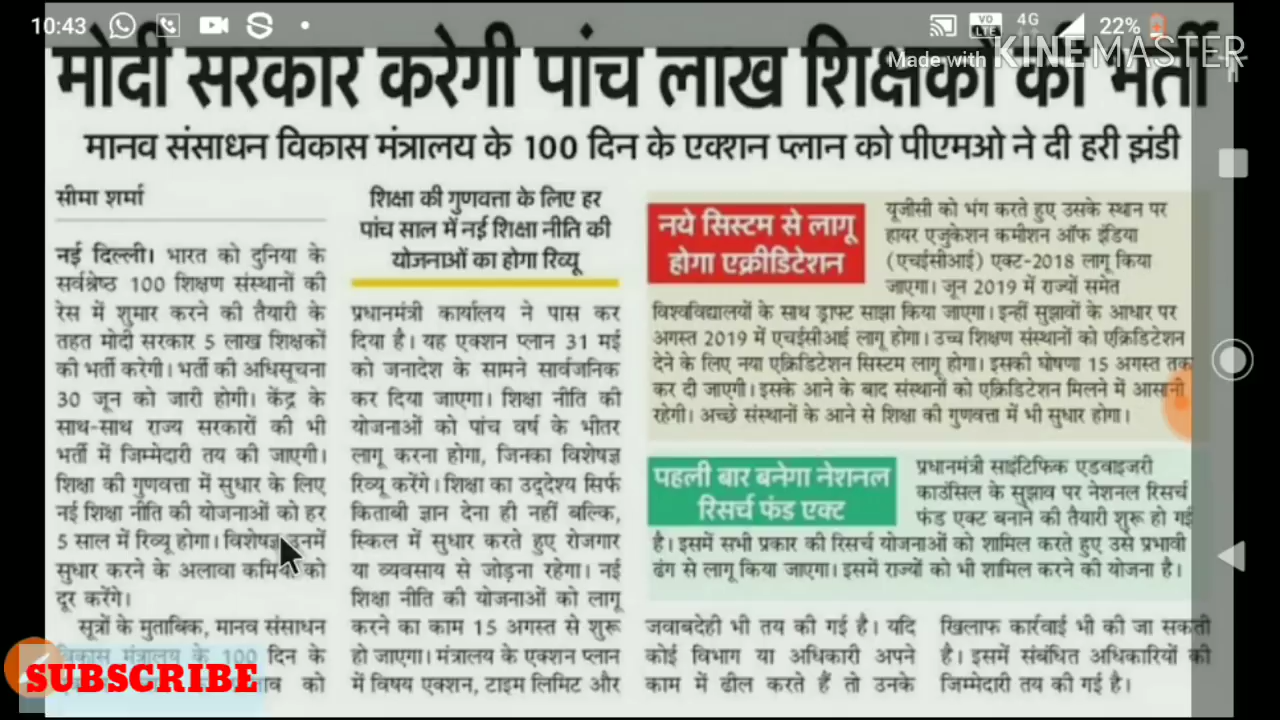 10:43
VO LTE 4G 22%
Made with KINEMASTER
मोदी सरकार करेगी पांच लाख शिक्षकों की भर्ती
मानव संसाधन विकास मंत्रालय के 100 दिन के एक्शन प्लान को पीएमओ ने दी हरी झंडी
सीमा शर्मा
नई दिल्ली। भारत को दुनिया के
सर्वश्रेष्ठ 100 शिक्षण संस्थानों की
रेस में शुमार करने की तैयारी के
तहत मोदी सरकार 5 लाख शिक्षकों
की भर्ती करेगी। भर्ती की अधिसूचना
30 जून को जारी होगी। केंद्र के
साथ-साथ राज्य सरकारों की भी
भर्ती में जिम्मेदारी तय की जाएगी।
शिक्षा की गुणवत्ता में सुधार के लिए
नई शिक्षा नीति की योजनाओं को हर
5 साल में रिव्यू होगा। विशेषज्ञ उनमें
सुधार करने के अलावा कमियों को
दूर करेंगे।
सूत्रों के मुताबिक, मानव संसाधन
विकास मंत्रालय के 100 दिन के
को
SUBSCRIBE
शिक्षा की गुणवत्ता के लिए हर
पांच साल में नई शिक्षा नीति की
योजनाओं का होगा रिव्यू
प्रधानमंत्री कार्यालय ने पास कर
दिया है। यह एक्शन प्लान 31 मई
को जनादेश के सामने सार्वजनिक
कर दिया जाएगा। शिक्षा नीति की
योजनाओं को पांच वर्ष के भीतर
लागू करना होगा, जिनका विशेषज्ञ
रिव्यू करेंगे। शिक्षा का उद्देश्य सिर्फ
किताबी ज्ञान देना ही नहीं बल्कि,
स्किल में सुधार करते हुए रोजगार
या व्यवसाय से जोड़ना रहेगा। नई
शिक्षा नीति की योजनाओं को लागू
करने का काम 15 अगस्त से शुरू
हो जाएगा। मंत्रालय के एक्शन प्लान
में विषय एक्शन, टाइम लिमिट और
नये सिस्टम से लागू
होगा एक्रीडिटेशन
यूजीसी को भंग करते हुए उसके स्थान पर
हायर एजुकेशन कमीशन ऑफ इंडिया
(एचईसीआई) एक्ट-2018 लागू किया
जाएगा। जून 2019 में राज्यों समेत
विश्वविद्यालयों के साथ ड्राफ्ट साझा किया जाएगा। इन्हीं सुझावों के आधार पर
अगस्त 2019 में एचईसीआई लागू होगा। उच्च शिक्षण संस्थानों को एक्रिडिटेशन
देने के लिए नया एक्रिडिटेशन सिस्टम लागू होगा। इसकी घोषणा 15 अगस्त तक
कर दी जाएगी। इसके आने के बाद संस्थानों को एक्रिडिटेशन मिलने में आसानी
रहेगी। अच्छे संस्थानों के आने से शिक्षा की गुणवत्ता में भी सुधार होगा।
पहली बार बनेगा नेशनल
रिसर्च फंड एक्ट
प्रधानमंत्री साइंटिफिक एडवाइजरी
काउंसिल के सुझाव पर नेशनल रिसर्च
फंड एक्ट बनाने की तैयारी शुरू हो गई
है। इसमें सभी प्रकार की रिसर्च योजनाओं को शामिल करते हुए उसे प्रभावी
ढंग से लागू किया जाएगा। इसमें राज्यों को भी शामिल करने की योजना है।
जवाबदेही भी तय की गई है। यदि
कोई विभाग या अधिकारी अपने
काम में ढील करते हैं तो उनके
खिलाफ कार्रवाई भी की जा सकती
है। इसमें संबंधित अधिकारियों की
जिम्मेदारी तय की गई है।